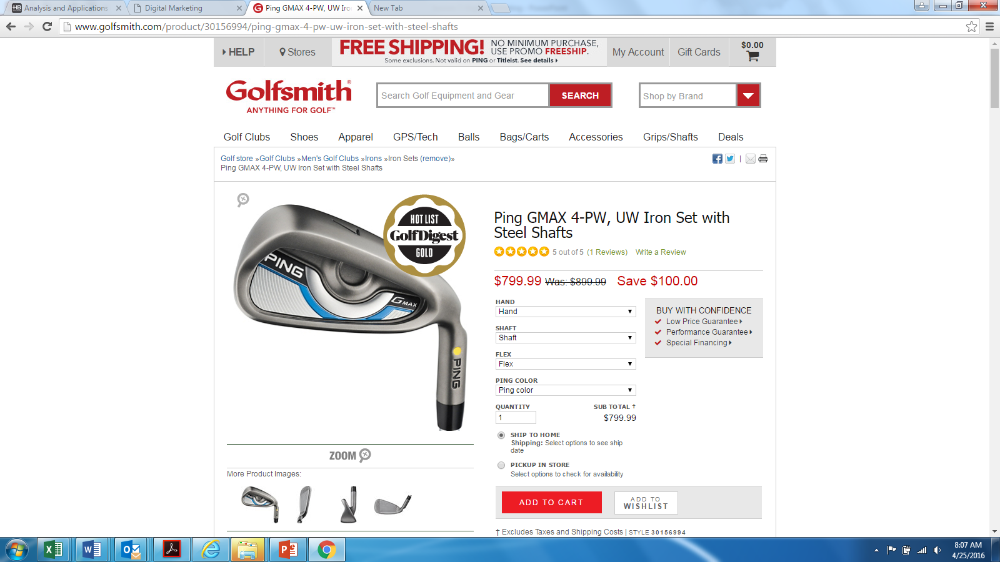 HB Analysis and Applications
Digital Marketing
Ping GMAX 4-PW, UW Iro
New Tab
www.golfsmith.com/product/30156994/ping-gmax-4-pw-uw-iron-set-with-steel-shafts
HELP
Stores
FREE SHIPPING! NO MINIMUM PURCHASE,
USE PROMO FREESHIP.
Some exclusions. Not valid on PING or Titleist. See details
My Account
Gift Cards
$0.00
Golfsmith®
ANYTHING FOR GOLF™
Search Golf Equipment and Gear
SEARCH
Shop by Brand
Golf Clubs Shoes Apparel GPS/Tech Balls Bags/Carts Accessories Grips/Shafts Deals
Golf store »Golf Clubs »Men's Golf Clubs »Irons »Iron Sets (remove)»
Ping GMAX 4-PW, UW Iron Set with Steel Shafts
HOT LIST
GolfDigest
GOLD
PING
GMAX
PING
Ping GMAX 4-PW, UW Iron Set with
Steel Shafts
5 out of 5 (1 Reviews) Write a Review
$799.99 Was: $899.99 Save $100.00
HAND
Hand
SHAFT
Shaft
FLEX
Flex
PING COLOR
Ping color
QUANTITY
1
SUB TOTAL †
$799.99
BUY WITH CONFIDENCE
Low Price Guarantee
Performance Guarantee
Special Financing
SHIP TO HOME
Shipping: Select options to see ship
date
PICKUP IN STORE
Select options to check for availability
ZOOM
More Product Images:
ADD TO CART
ADD TO
WISHLIST
† Excludes Taxes and Shipping Costs | STYLE 30156994
8:07 AM
4/25/2016